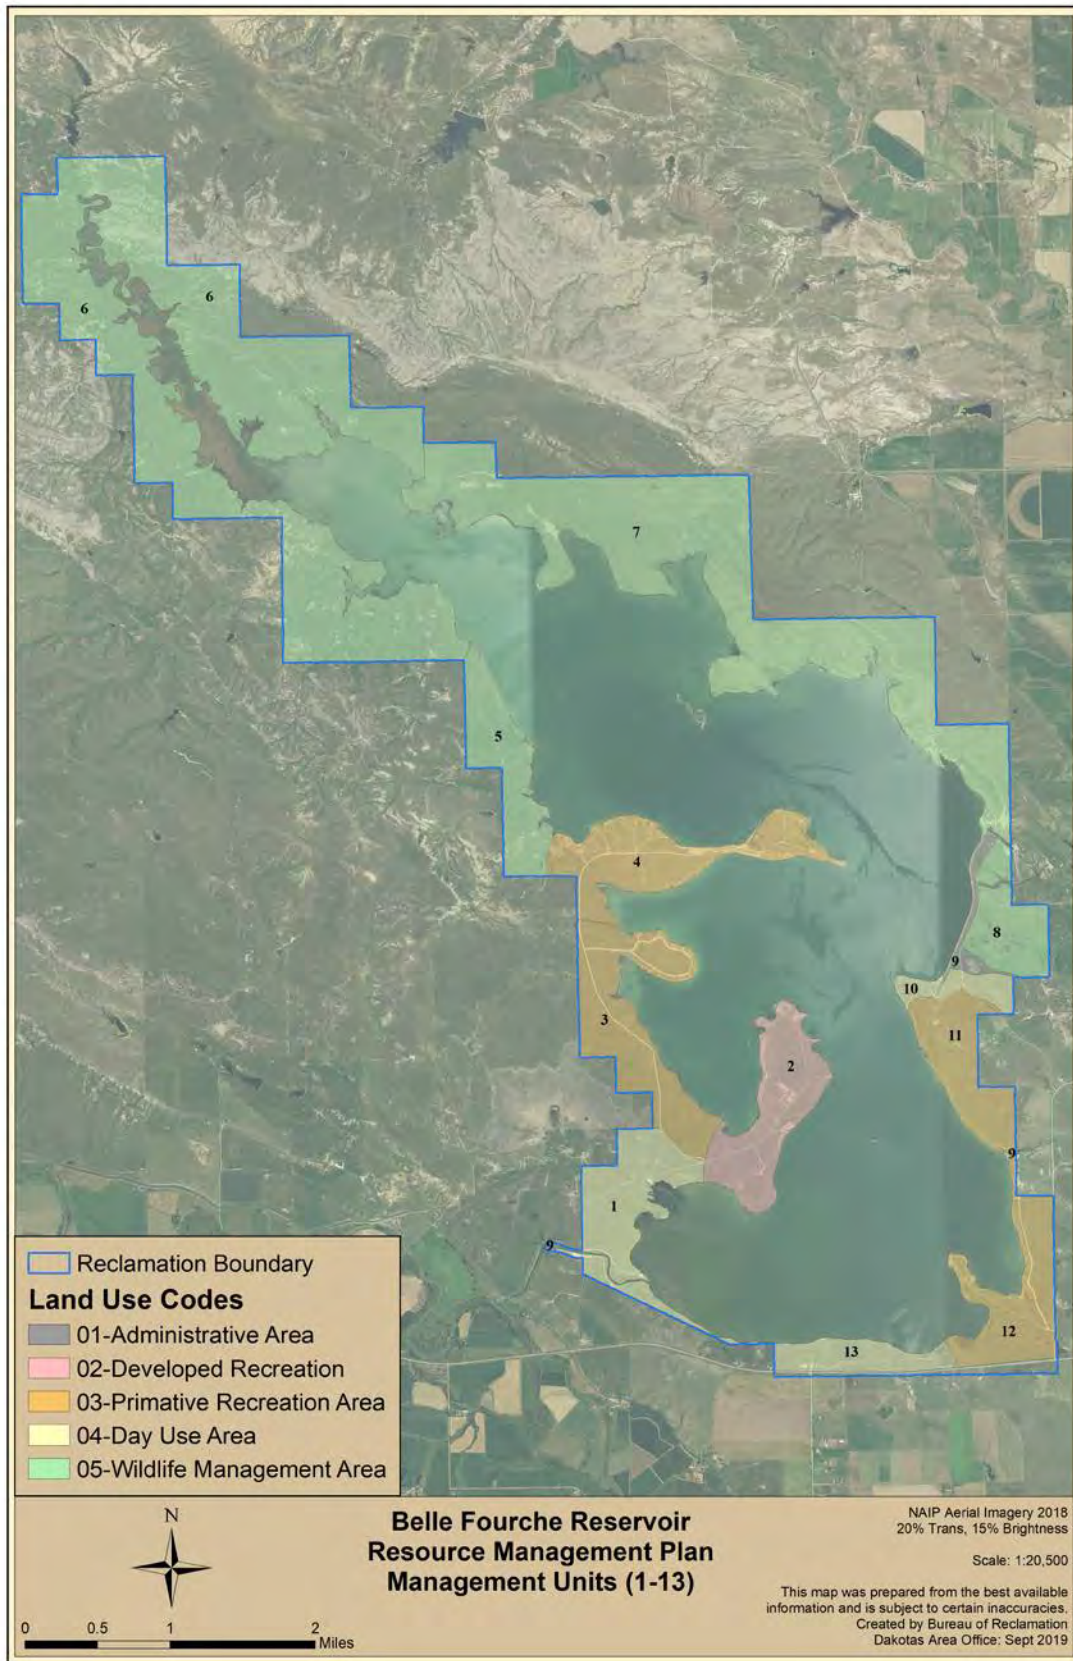 6
6
7
5
4
8
9
10
3
11
2
9
1
9
12
13
Reclamation Boundary
Land Use Codes
01-Administrative Area
02-Developed Recreation
03-Primative Recreation Area
04-Day Use Area
05-Wildlife Management Area
N
0 0.5 1 2
Miles
Belle Fourche Reservoir
Resource Management Plan
Management Units (1-13)
NAIP Aerial Imagery 2018
20% Trans, 15% Brightness
Scale: 1:20,500
This map was prepared from the best available
information and is subject to certain inaccuracies.
Created by Bureau of Reclamation
Dakotas Area Office: Sept 2019